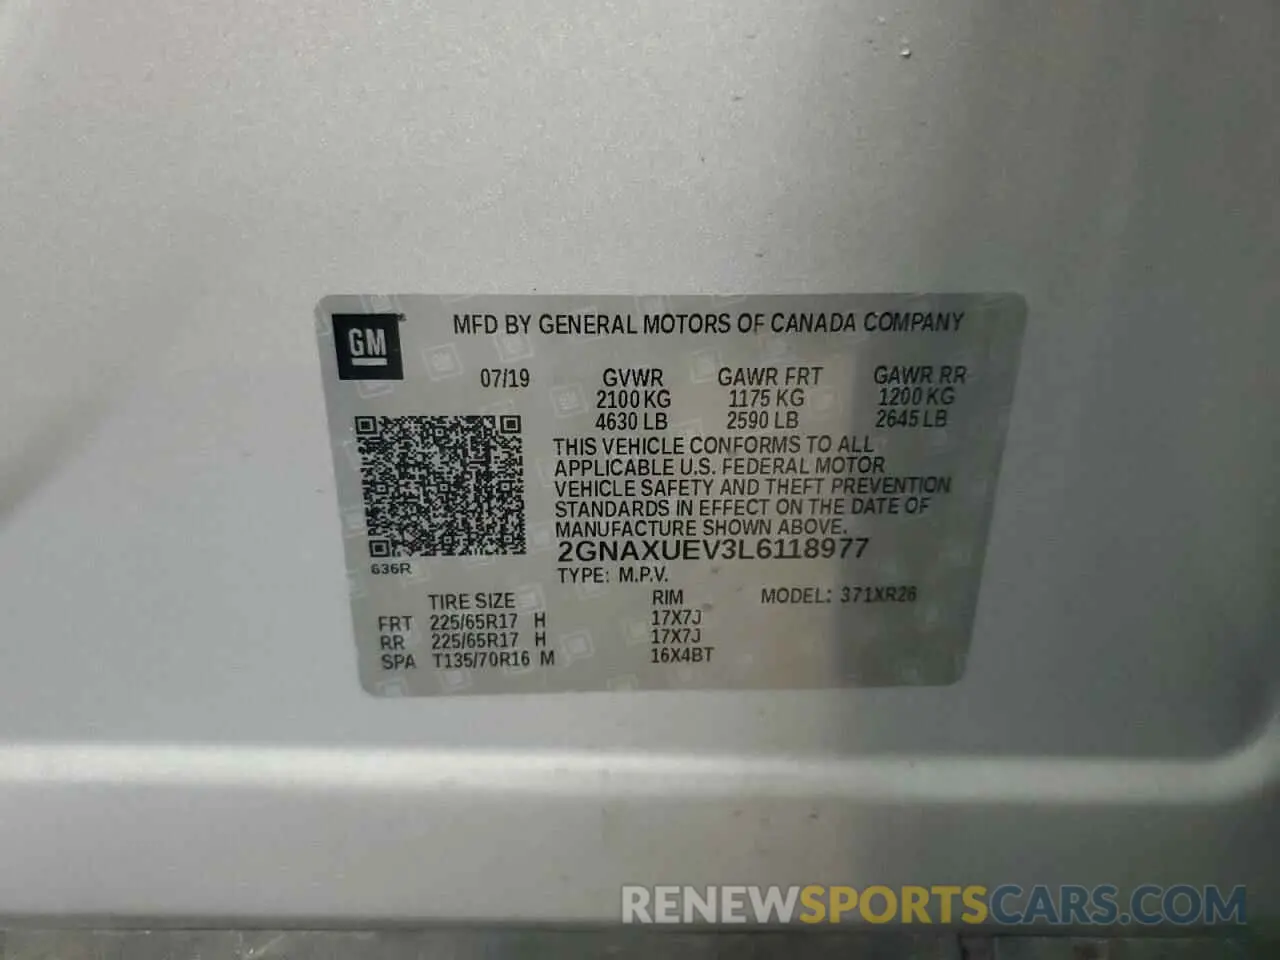 GM
MFD BY GENERAL MOTORS OF CANADA COMPANY
07/19 GVWR GAWR FRT GAWR RR
2100 KG 1175 KG 1200 KG
4630 LB 2590 LB 2645 LB
THIS VEHICLE CONFORMS TO ALL
APPLICABLE U.S. FEDERAL MOTOR
VEHICLE SAFETY AND THEFT PREVENTION
STANDARDS IN EFFECT ON THE DATE OF
MANUFACTURE SHOWN ABOVE.
2GNAXUEV3L6118977
636R
TYPE: M.P.V.
TIRE SIZE RIM MODEL: 371XR26
FRT 225/65R17 H 17X7J
RR 225/65R17 H 17X7J
SPA T135/70R16 M 16X4BT
RENEWSPORTSCARS.COM